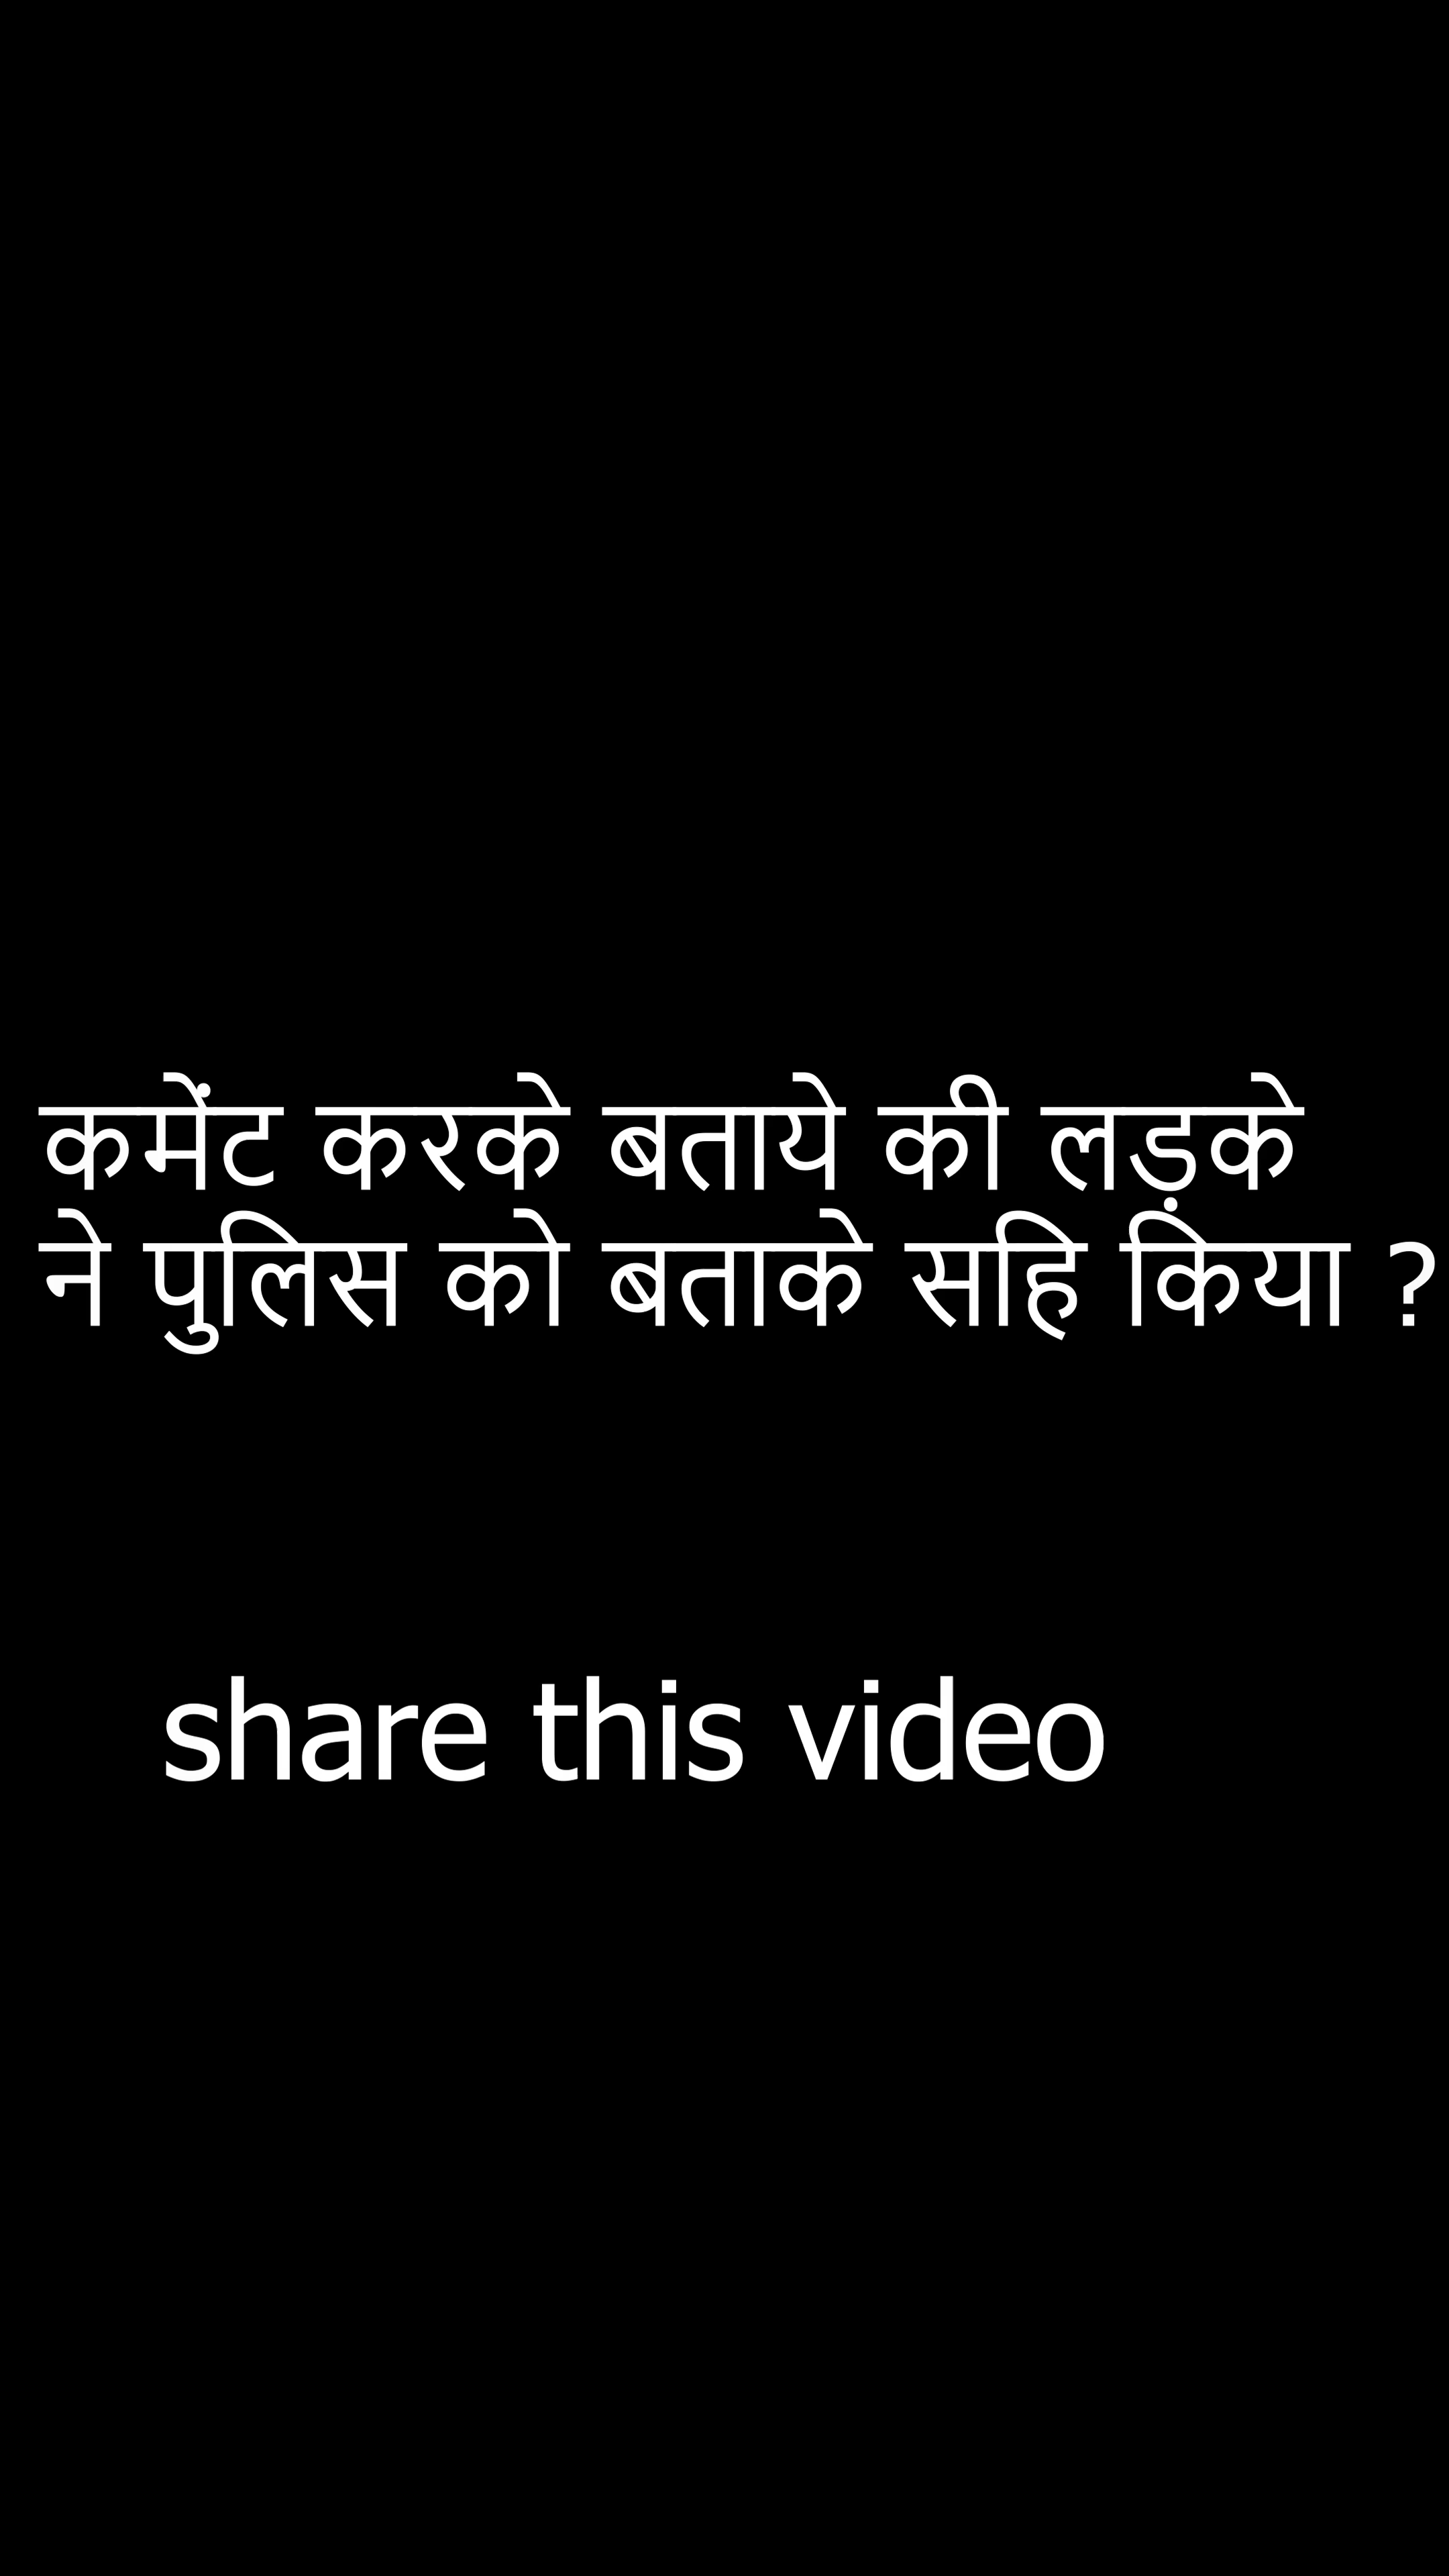 कमेंट करके बताये की लड़के
ने पुलिस को बताके सहि किया ?
share this video